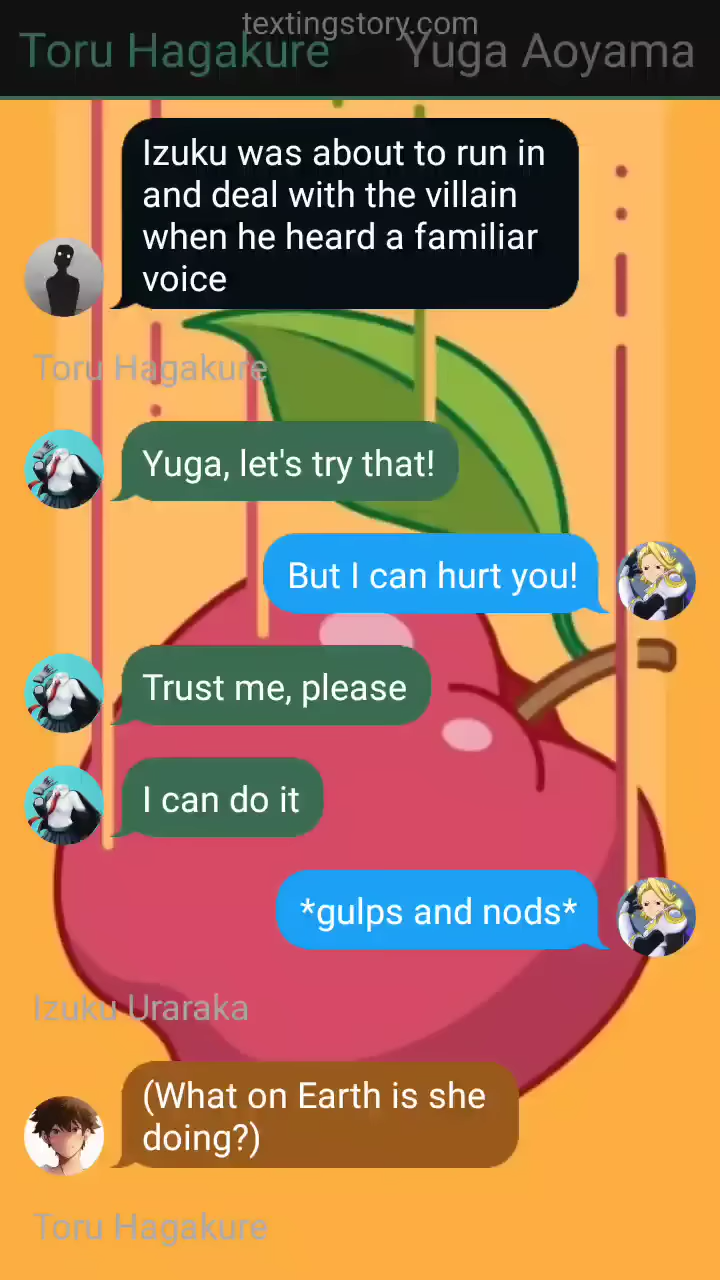 textingstory.com
Toru Hagakure Yuga Aoyama
Izuku was about to run in
and deal with the villain
when he heard a familiar
voice
Toru Hagakure
Yuga, let's try that!
But I can hurt you!
Trust me, please
I can do it
*gulps and nods*
Izuku Uraraka
(What on Earth is she
doing?)
Toru Hagakure